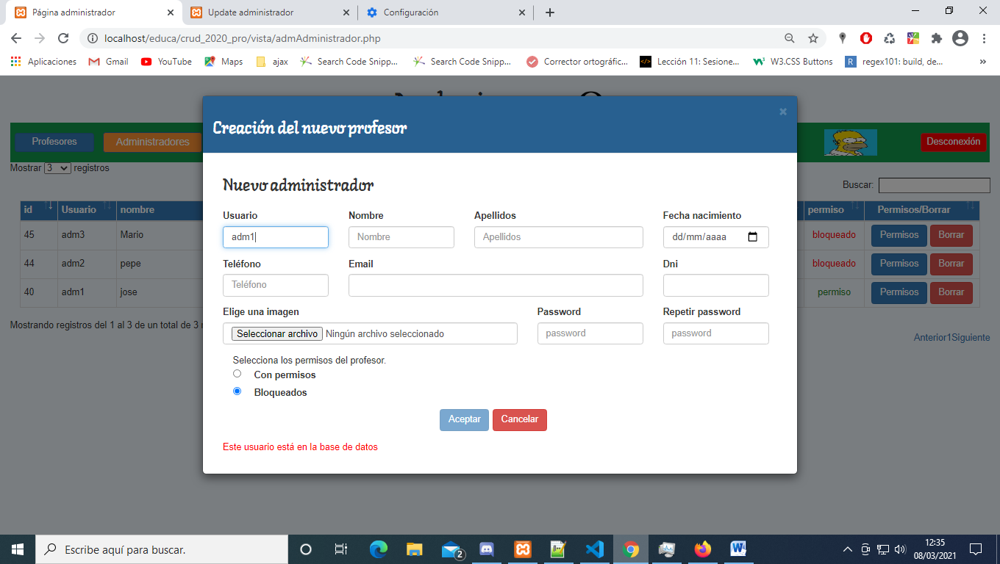 Página administrador
Update administrador
Configuración
localhost/educa/crud_2020_pro/vista/admAdministrador.php
Aplicaciones Gmail YouTube Maps ajax Search Code Snipp... Search Code Snipp... Corrector ortográfic... Lección 11: Sesione... W3.CSS Buttons regex101: build, de... »
Creación del nuevo profesor ×
Profesores Administradores Desconexión
Mostrar 3 registros
Buscar:
Nuevo administrador
id Usuario nombre permiso Permisos/Borrar
45 adm3 Mario bloqueado Permisos Borrar
44 adm2 pepe bloqueado Permisos Borrar
40 adm1 jose permiso Permisos Borrar
Mostrando registros del 1 al 3 de un total de 3
Anterior1Siguiente
Usuario Nombre Apellidos Fecha nacimiento
adm1 Nombre Apellidos dd/mm/aaaa
Teléfono Email Dni
Teléfono
Elige una imagen Password Repetir password
Seleccionar archivo Ningún archivo seleccionado password password
Selecciona los permisos del profesor.
Con permisos
Bloqueados
Aceptar Cancelar
Este usuario está en la base de datos
Escribe aquí para buscar.
2
12:35
08/03/2021